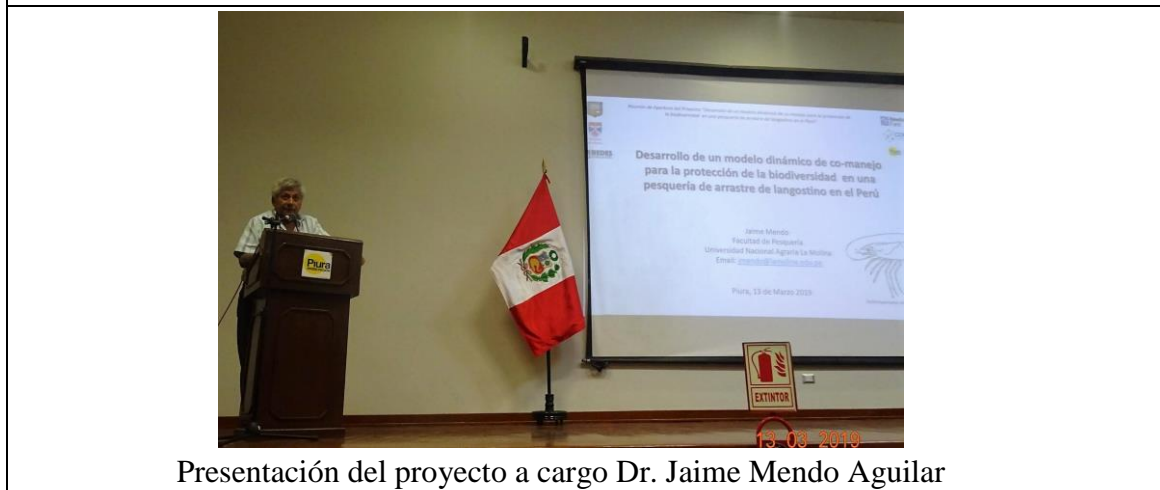 Desarrollo de un modelo dinámico de co-manejo
para la protección de la biodiversidad en una
pesquería de arrastre de langostino en el Perú
Jaime Mendo
Facultad de Pesquería
Universidad Nacional Agraria La Molina
Email:
Piura, 13 de Marzo 2019
Piura
EXTINTOR
13 03 2019
Presentación del proyecto a cargo Dr. Jaime Mendo Aguilar